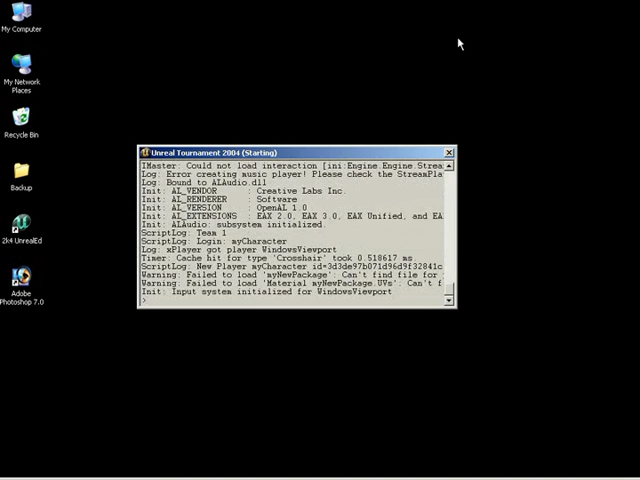 My Computer
My Network
Places
Recycle Bin
Backup
2k4 UnrealEd
Adobe
Photoshop 7.0
Unreal Tournament 2004 (Starting)
IMaster: Could not load interaction [ini:Engine.Engine.Strea
Log: Error creating music player! Please check the StreamPla
Log: Bound to ALAudio.dll
Init: AL_VENDOR : Creative Labs Inc.
Init: AL_RENDERER : Software
Init: AL_VERSION : OpenAL 1.0
Init: AL_EXTENSIONS : EAX 2.0, EAX 3.0, EAX Unified, and EA
Init: ALAudio: subsystem initialized.
ScriptLog: Team 1
ScriptLog: Login: myCharacter
Log: xPlayer got player WindowsViewport
Timer: Cache hit for type 'Crosshair' took 0.518617 ms.
ScriptLog: New Player myCharacter id=3d3de97b071d96d9f32841c
Warning: Failed to load 'myNewPackage': Can't find file for
Warning: Failed to load 'Material myNewPackage.UVs': Can't f
Init: Input system initialized for WindowsViewport
>